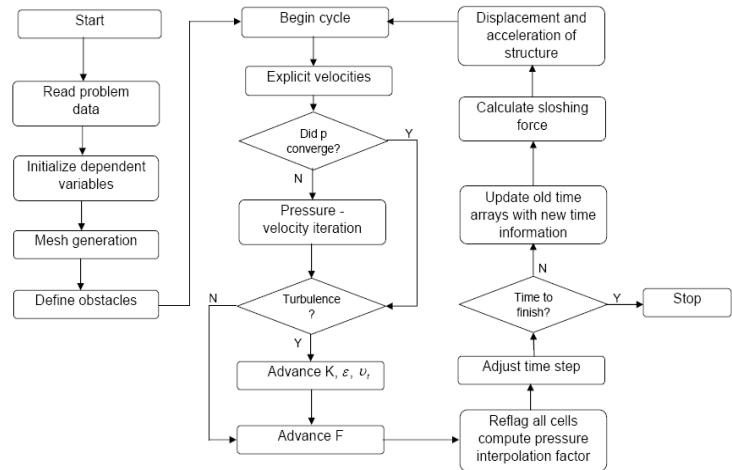 Start
Read problem
data
Initialize dependent
variables
Mesh generation
Define obstacles
Begin cycle
Explicit velocities
Did p
converge?
Y
N
Pressure -
velocity iteration
Turbulence
?
N
Y
Advance K, ε, υₜ
Advance F
Reflag all cells
compute pressure
interpolation factor
Adjust time step
Time to
finish?
Y
Stop
N
Update old time
arrays with new time
information
Calculate sloshing
force
Displacement and
acceleration of
structure